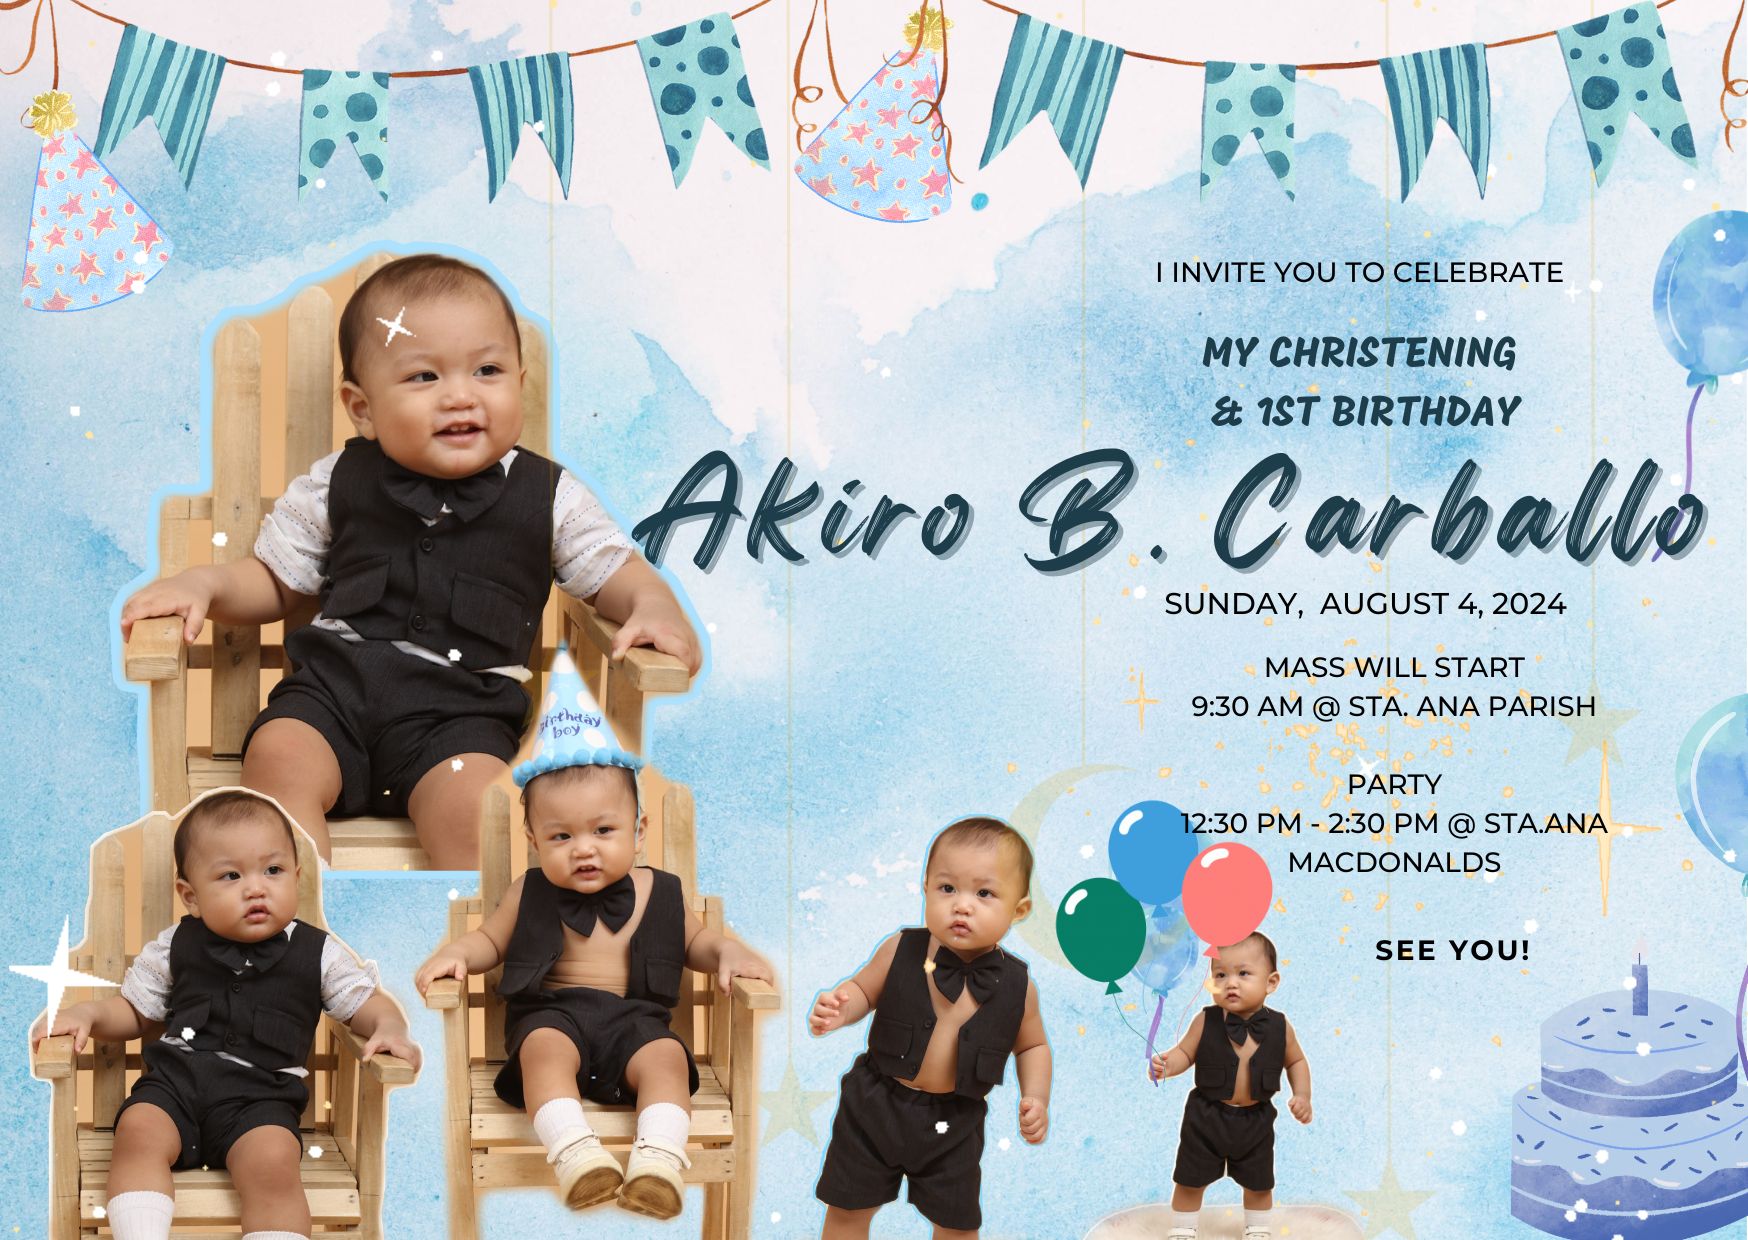 I INVITE YOU TO CELEBRATE
MY CHRISTENING
& 1ST BIRTHDAY
Akiro B. Carballo
SUNDAY,  AUGUST 4, 2024
MASS WILL START
9:30 AM @ STA. ANA PARISH
PARTY
12:30 PM - 2:30 PM @ STA.ANA
MACDONALDS
SEE YOU!
Birthday
boy